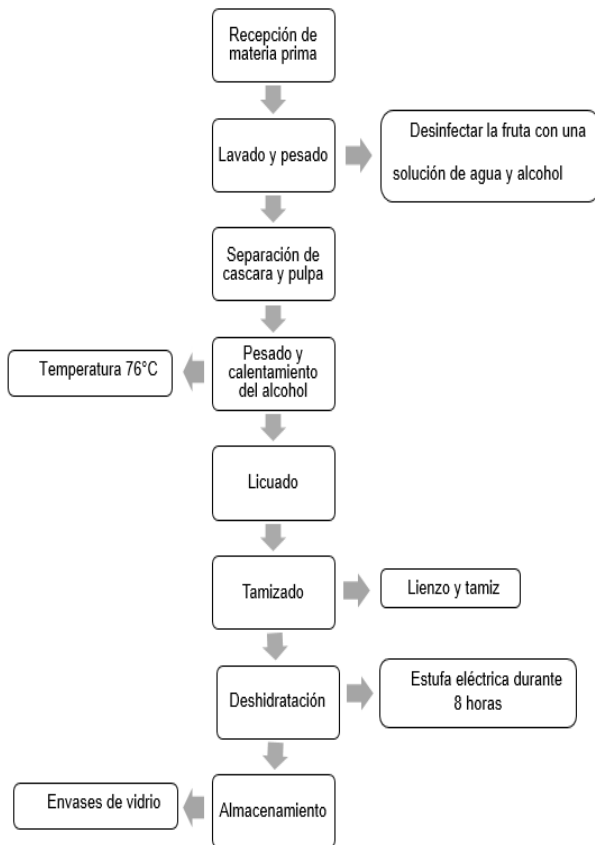 Recepción de
materia prima
Lavado y pesado
Desinfectar la fruta con una
solución de agua y alcohol
Separación de
cascara y pulpa
Temperatura 76°C
Pesado y
calentamiento
del alcohol
Licuado
Tamizado
Lienzo y tamiz
Deshidratación
Estufa eléctrica durante
8 horas
Envases de vidrio
Almacenamiento